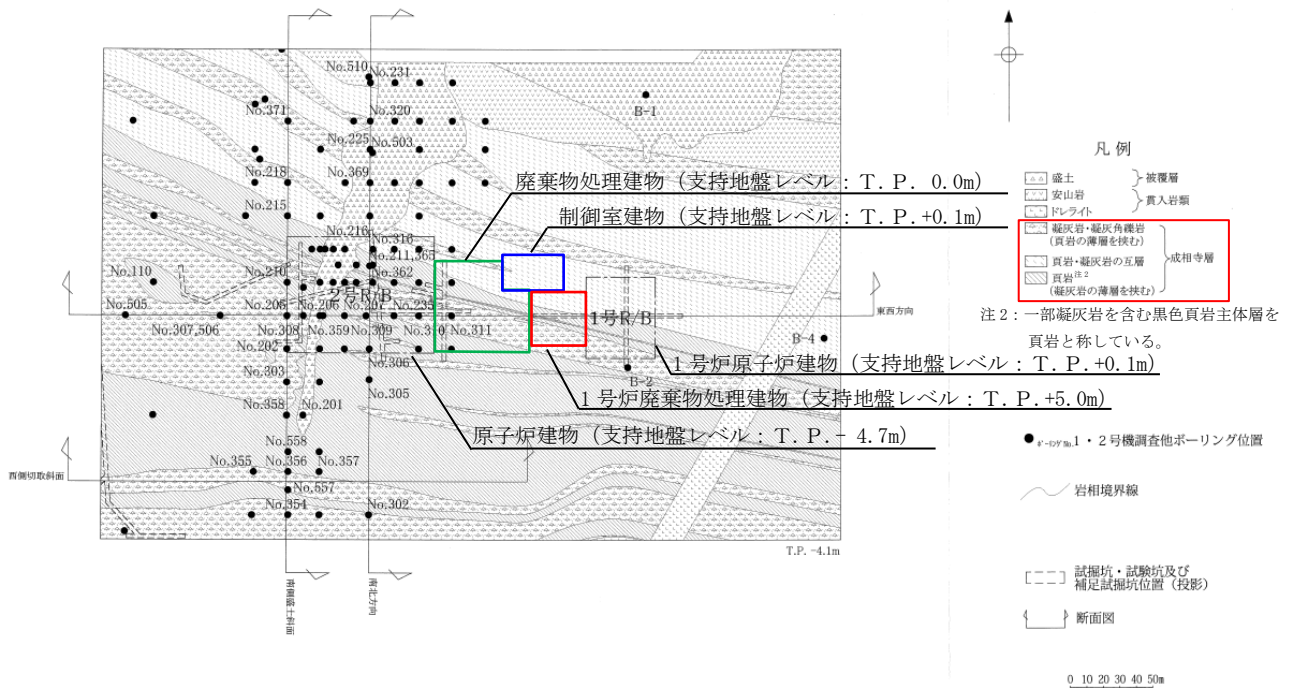 No.510
No.231
No.371
No.320
B-1
No.225
No.503
No.218
No.369
廃棄物処理建物（支持地盤レベル：T．P． 0.0m）
No.215
制御室建物（支持地盤レベル：T．P.+0.1m）
No.216
No.316
No.211,365
No.110
No.210
No.362
2号R/B
No.505
No.205
No.206
No.207
No.235
1号R/B
東西方向
No.307,506
No.308
No.359
No.309
No.310
No.311
B-4
No.202
No.306
1号炉原子炉建物（支持地盤レベル：T．P.+0.1m）
No.303
B-2
No.305
1号炉廃棄物処理建物（支持地盤レベル：T．P.+5.0m）
No.358
No.201
原子炉建物（支持地盤レベル：T．P.－4.7m）
No.558
No.355
No.356
No.357
西側切取斜面
No.557
No.354
No.302
T.P. -4.1m
南側盛土斜面
南北方向
凡 例
盛土
被覆層
安山岩
貫入岩類
ドレライト
凝灰岩・凝灰角礫岩
(頁岩の薄層を挟む)
頁岩・凝灰岩の互層
成相寺層
頁岩注2
(凝灰岩の薄層を挟む)
注2：一部凝灰岩を含む黒色頁岩主体層を
頁岩と称している。
ボーリングNo.1・2号機調査他ボーリング位置
岩相境界線
試掘坑・試験坑及び
補足試掘坑位置（投影）
断面図
0 10 20 30 40 50m